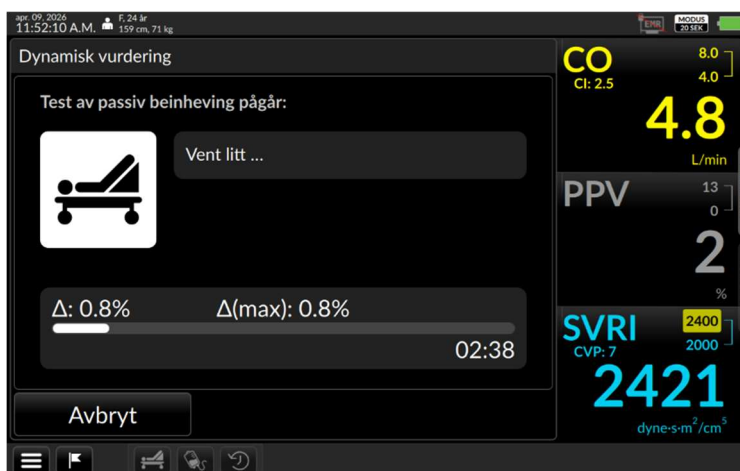 apr. 09, 2026
11:52:10 A.M.
F, 24 år
159 cm, 71 kg
EMR
MODUS
20 SEK
Dynamisk vurdering
Test av passiv beinheving pågår:
Vent litt ...
Δ: 0.8%
Δ(max): 0.8%
02:38
Avbryt
CO
CI: 2.5
8.0
4.0
4.8
L/min
PPV
13
0
2
%
SVRI
CVP: 7
2400
2000
2421
dyne·s·m²/cm⁵